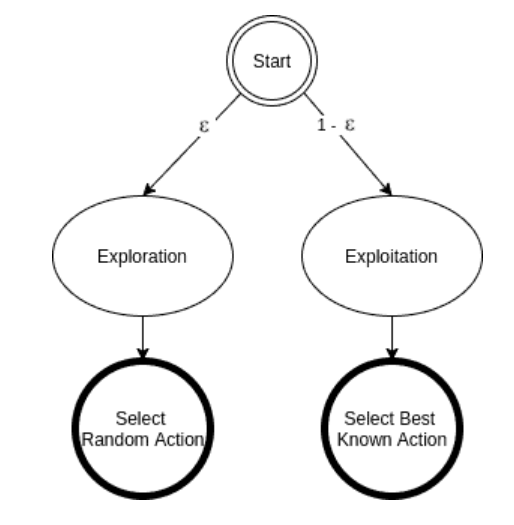 Start
ε
1 - ε
Exploration
Exploitation
Select
Random Action
Select Best
Known Action